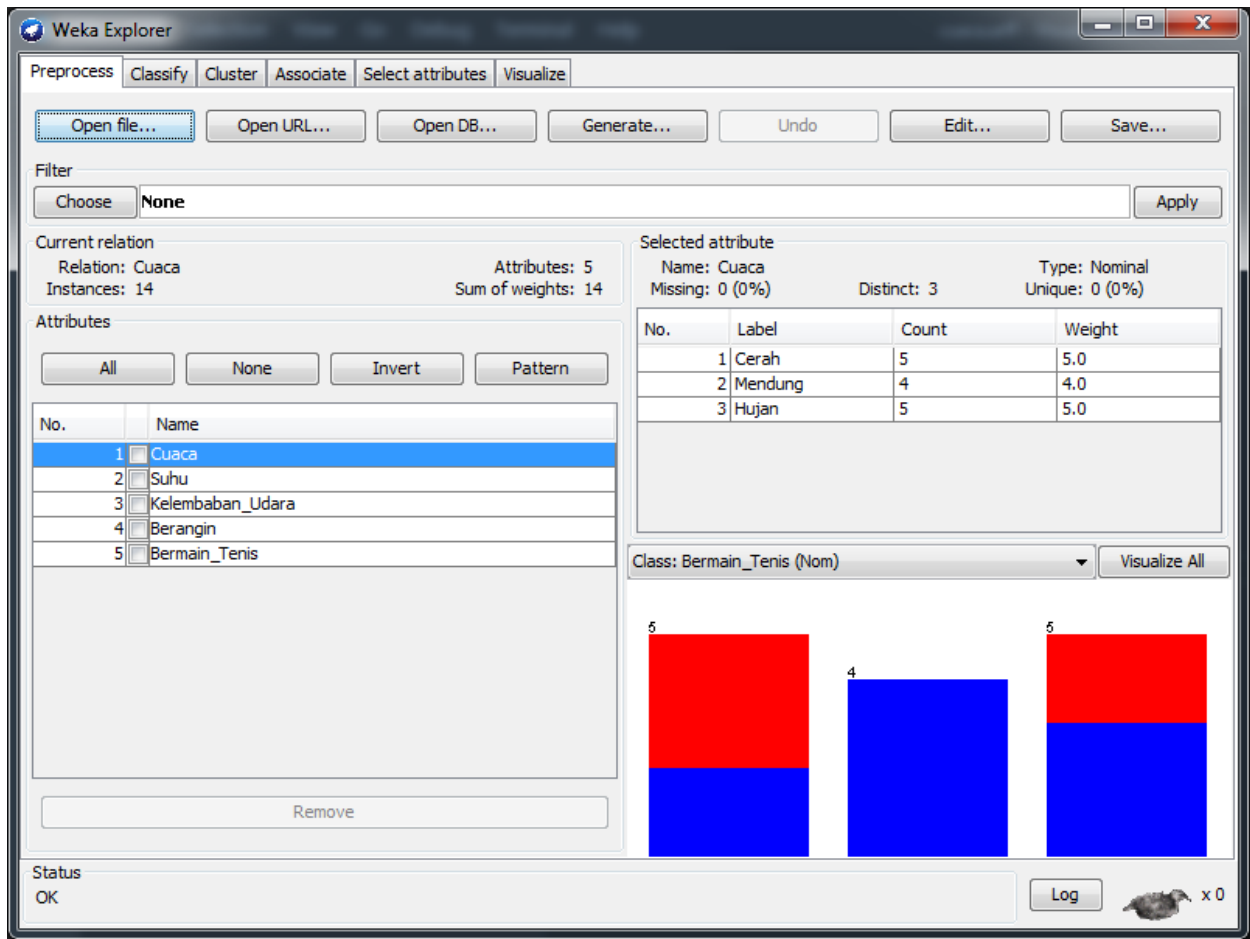 Weka Explorer
Preprocess Classify Cluster Associate Select attributes Visualize
Open file... Open URL... Open DB... Generate... Undo Edit... Save...
Filter
Choose None Apply
Current relation
Relation: Cuaca Attributes: 5
Instances: 14 Sum of weights: 14
Selected attribute
Name: Cuaca Type: Nominal
Missing: 0 (0%) Distinct: 3 Unique: 0 (0%)
Attributes
All None Invert Pattern
No. Name
1 Cuaca
2 Suhu
3 Kelembaban_Udara
4 Berangin
5 Bermain_Tenis
Remove
No. Label Count Weight
1 Cerah 5 5.0
2 Mendung 4 4.0
3 Hujan 5 5.0
Class: Bermain_Tenis (Nom) Visualize All
5 4 5
Status
OK
Log x 0